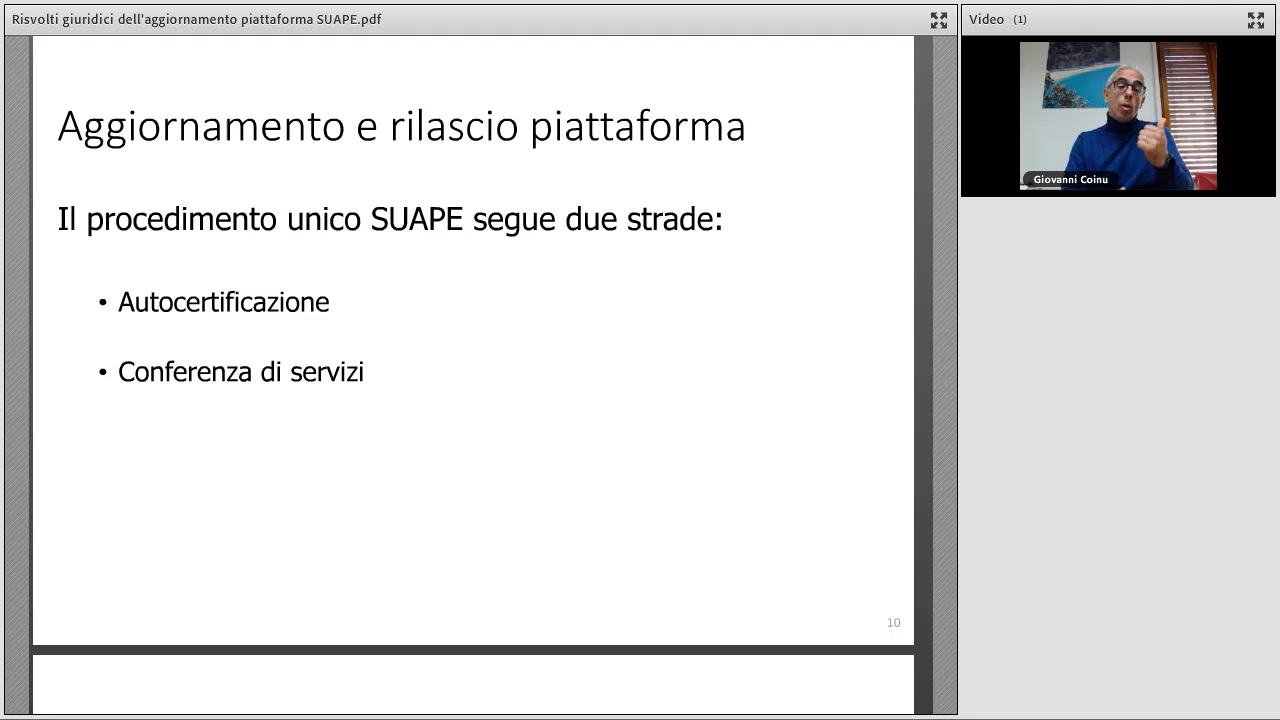 Risvolti giuridici dell'aggiornamento piattaforma SUAPE.pdf
Video (1)
Giovanni Coinu
Aggiornamento e rilascio piattaforma
Il procedimento unico SUAPE segue due strade:
• Autocertificazione
• Conferenza di servizi
10